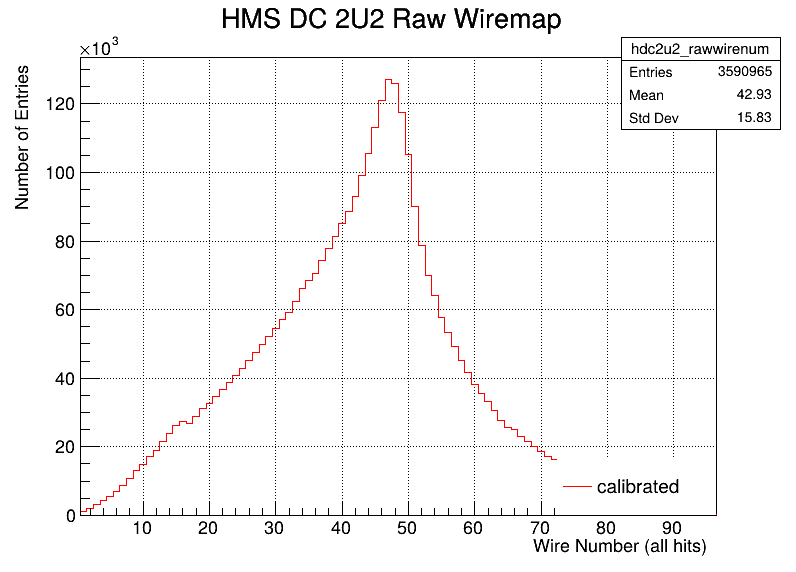 HMS DC 2U2 Raw Wiremap
×10³
hdc2u2_rawwirenum
Entries 3590965
Mean 42.93
Std Dev 15.83
Number of Entries
120
100
80
60
40
20
0
calibrated
10 20 30 40 50 60 70 80 90
Wire Number (all hits)